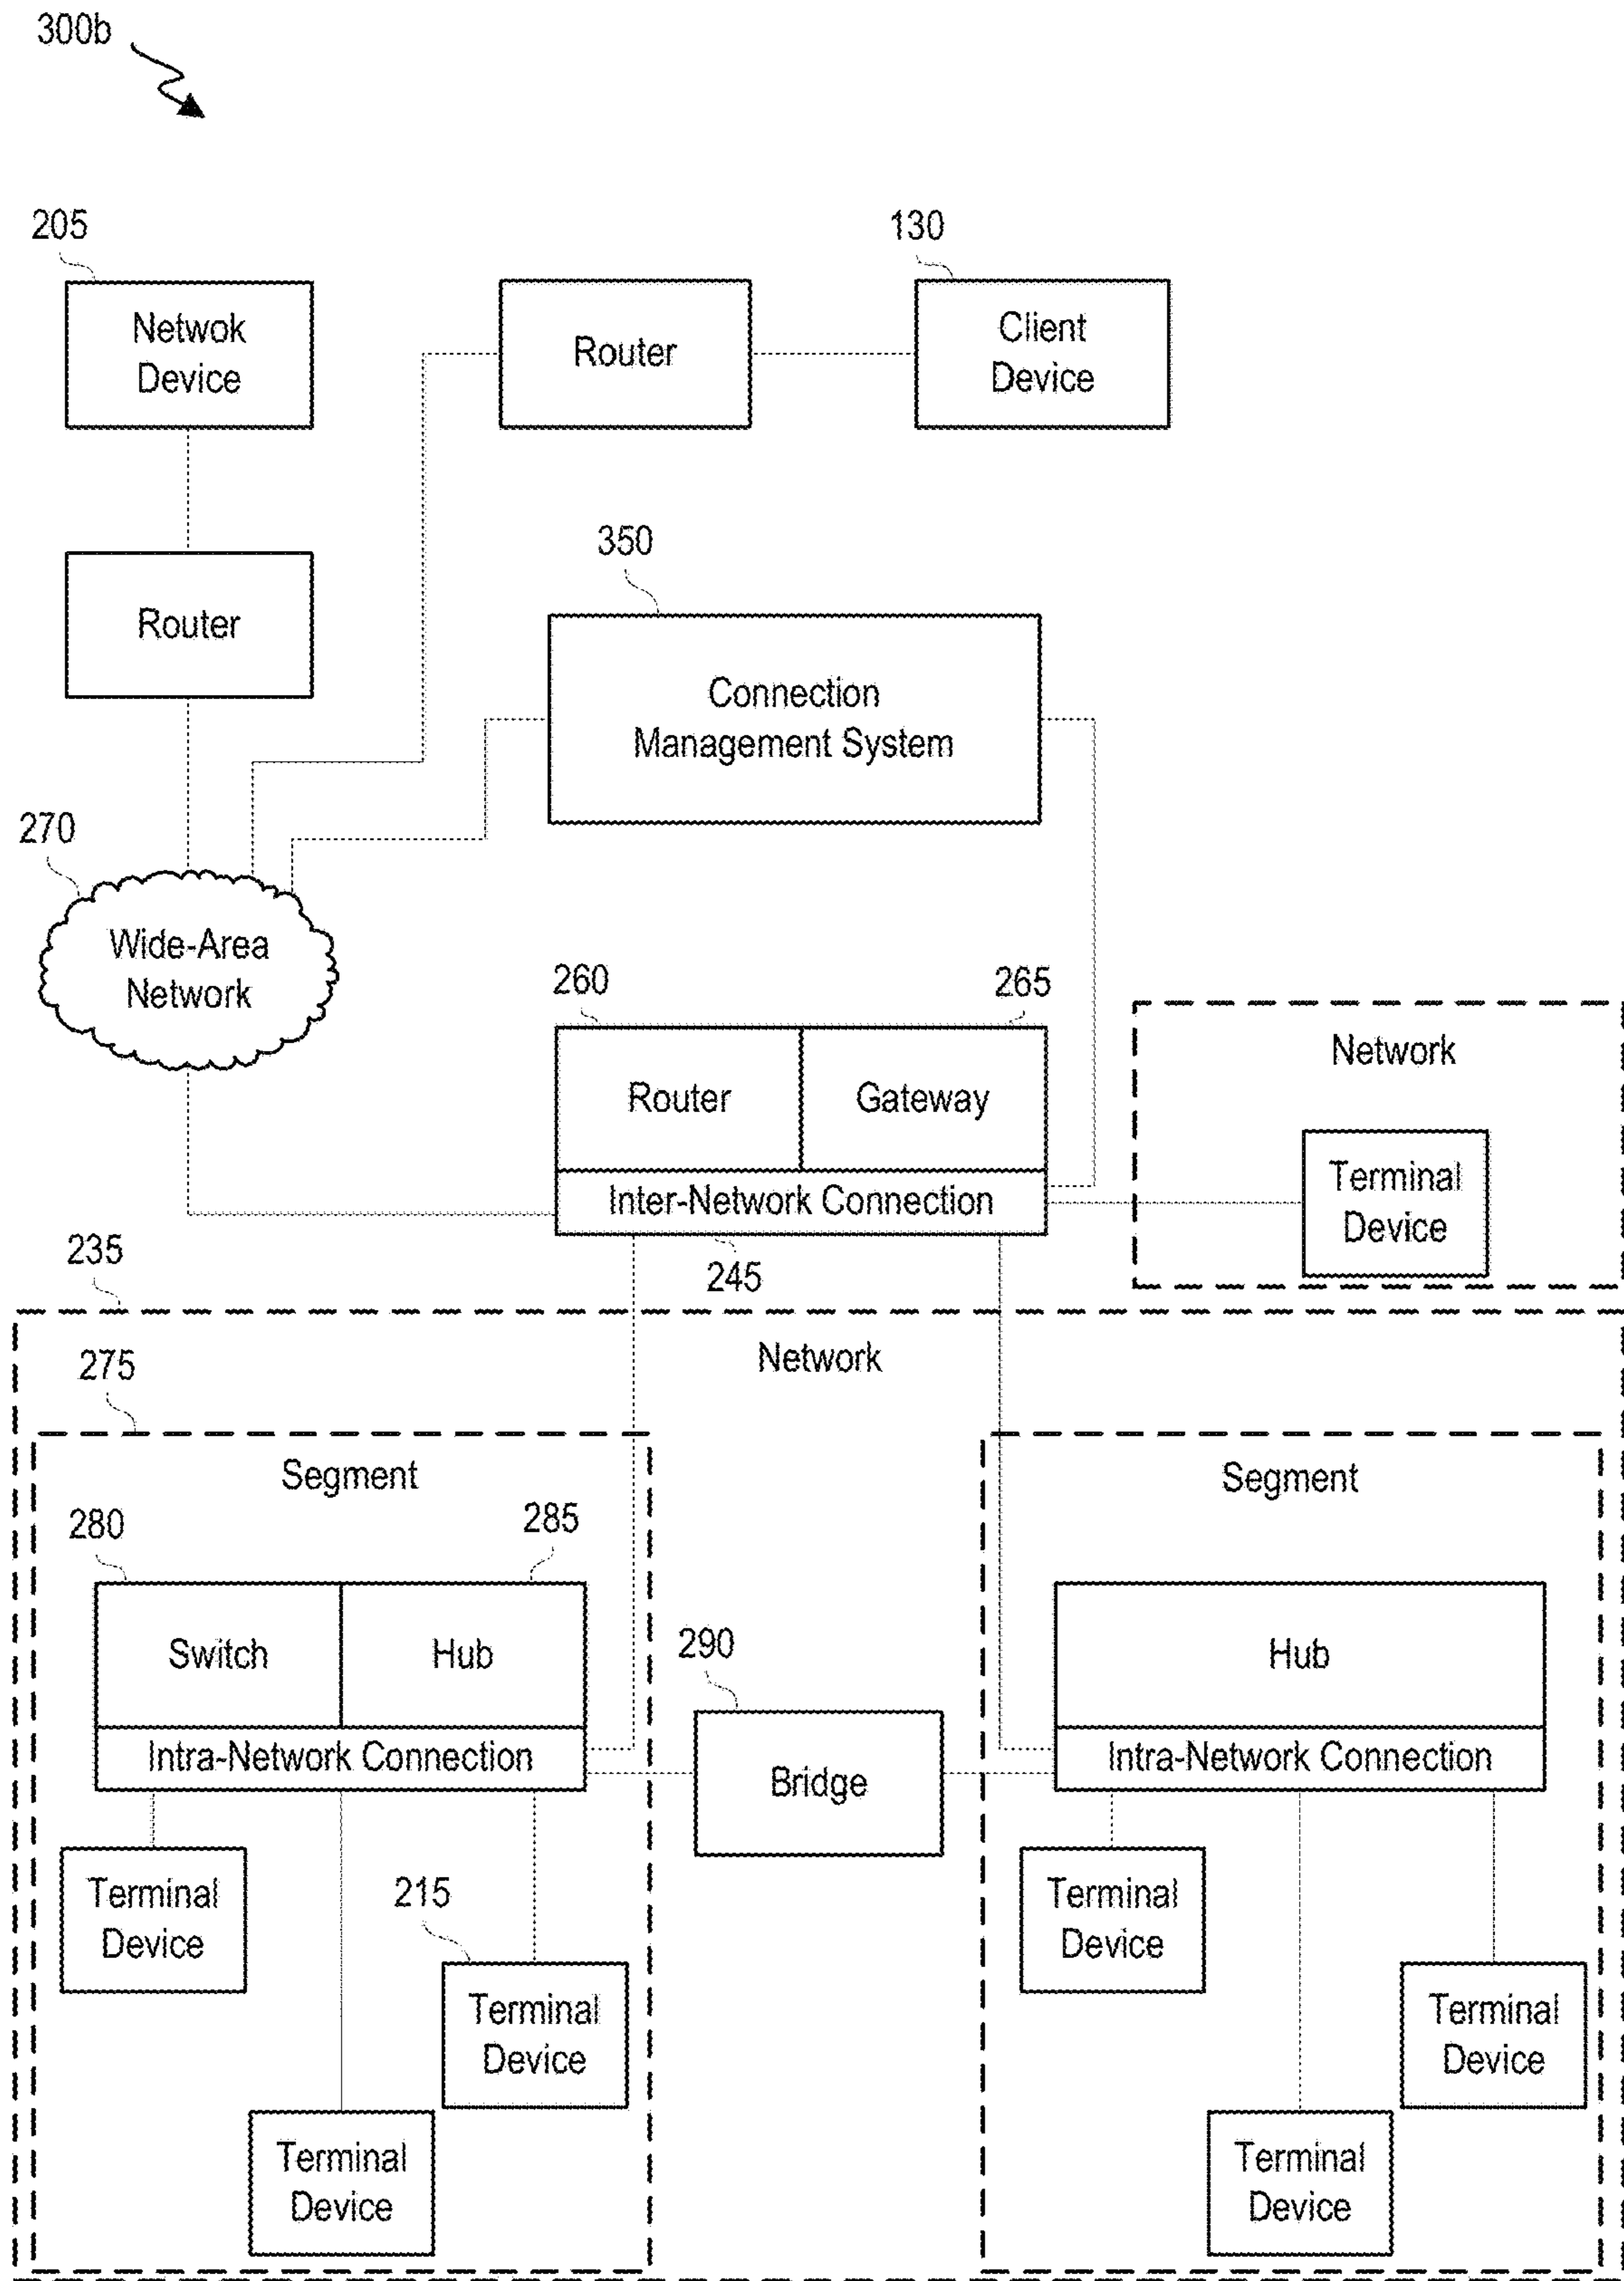 300b
205
130
Netwok
Device
Router
Client
Device
350
Router
Connection
Management System
270
Wide-Area
Network
260
265
Network
Router
Gateway
Terminal
Device
Inter-Network Connection
245
235
Network
275
Segment
Segment
280
285
Switch
Hub
290
Hub
Intra-Network Connection
Bridge
Intra-Network Connection
Terminal
Device
215
Terminal
Device
Terminal
Device
Terminal
Device
Terminal
Device
Terminal
Device